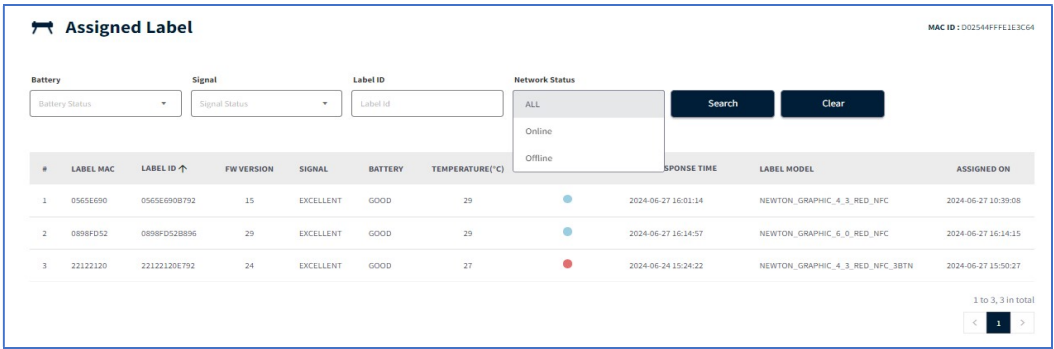 Assigned Label
MAC ID : D02544FFFE1E3C64
Battery Signal Label ID Network Status
Battery Status Signal Status Label Id ALL Search Clear
Online
Offline
# LABEL MAC LABEL ID FW VERSION SIGNAL BATTERY TEMPERATURE(°C) SPONSE TIME LABEL MODEL ASSIGNED ON
1 0565E690 0565E690B792 15 EXCELLENT GOOD 29 2024-06-27 16:01:14 NEWTON_GRAPHIC_4_3_RED_NFC 2024-06-27 10:39:08
2 0898FD52 0898FD52B896 29 EXCELLENT GOOD 29 2024-06-27 16:14:57 NEWTON_GRAPHIC_6_0_RED_NFC 2024-06-27 16:14:15
3 22122120 22122120E792 24 EXCELLENT GOOD 27 2024-06-24 15:24:22 NEWTON_GRAPHIC_4_3_RED_NFC_3BTN 2024-06-27 15:50:27
1 to 3, 3 in total
< 1 >